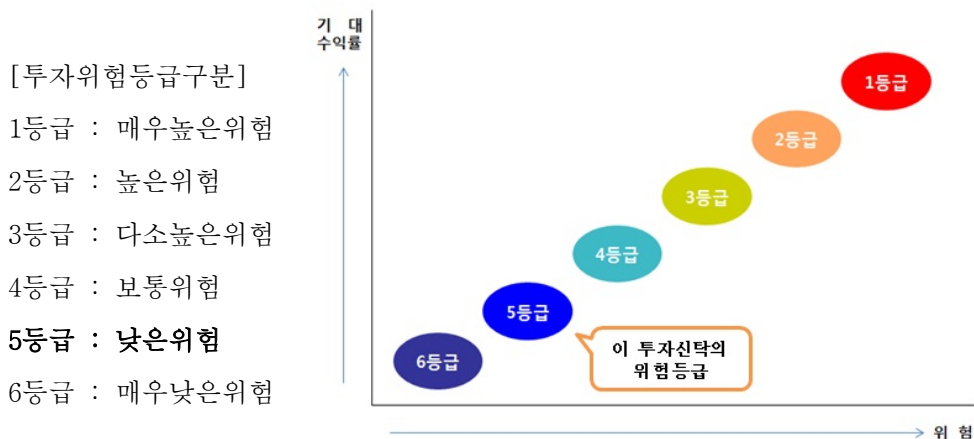 [투자위험등급구분]
1등급 : 매우높은위험
2등급 : 높은위험
3등급 : 다소높은위험
4등급 : 보통위험
5등급 : 낮은위험
6등급 : 매우낮은위험
기 대
수익률
1등급
2등급
3등급
4등급
5등급
6등급
이 투자신탁의
위험등급
위 험